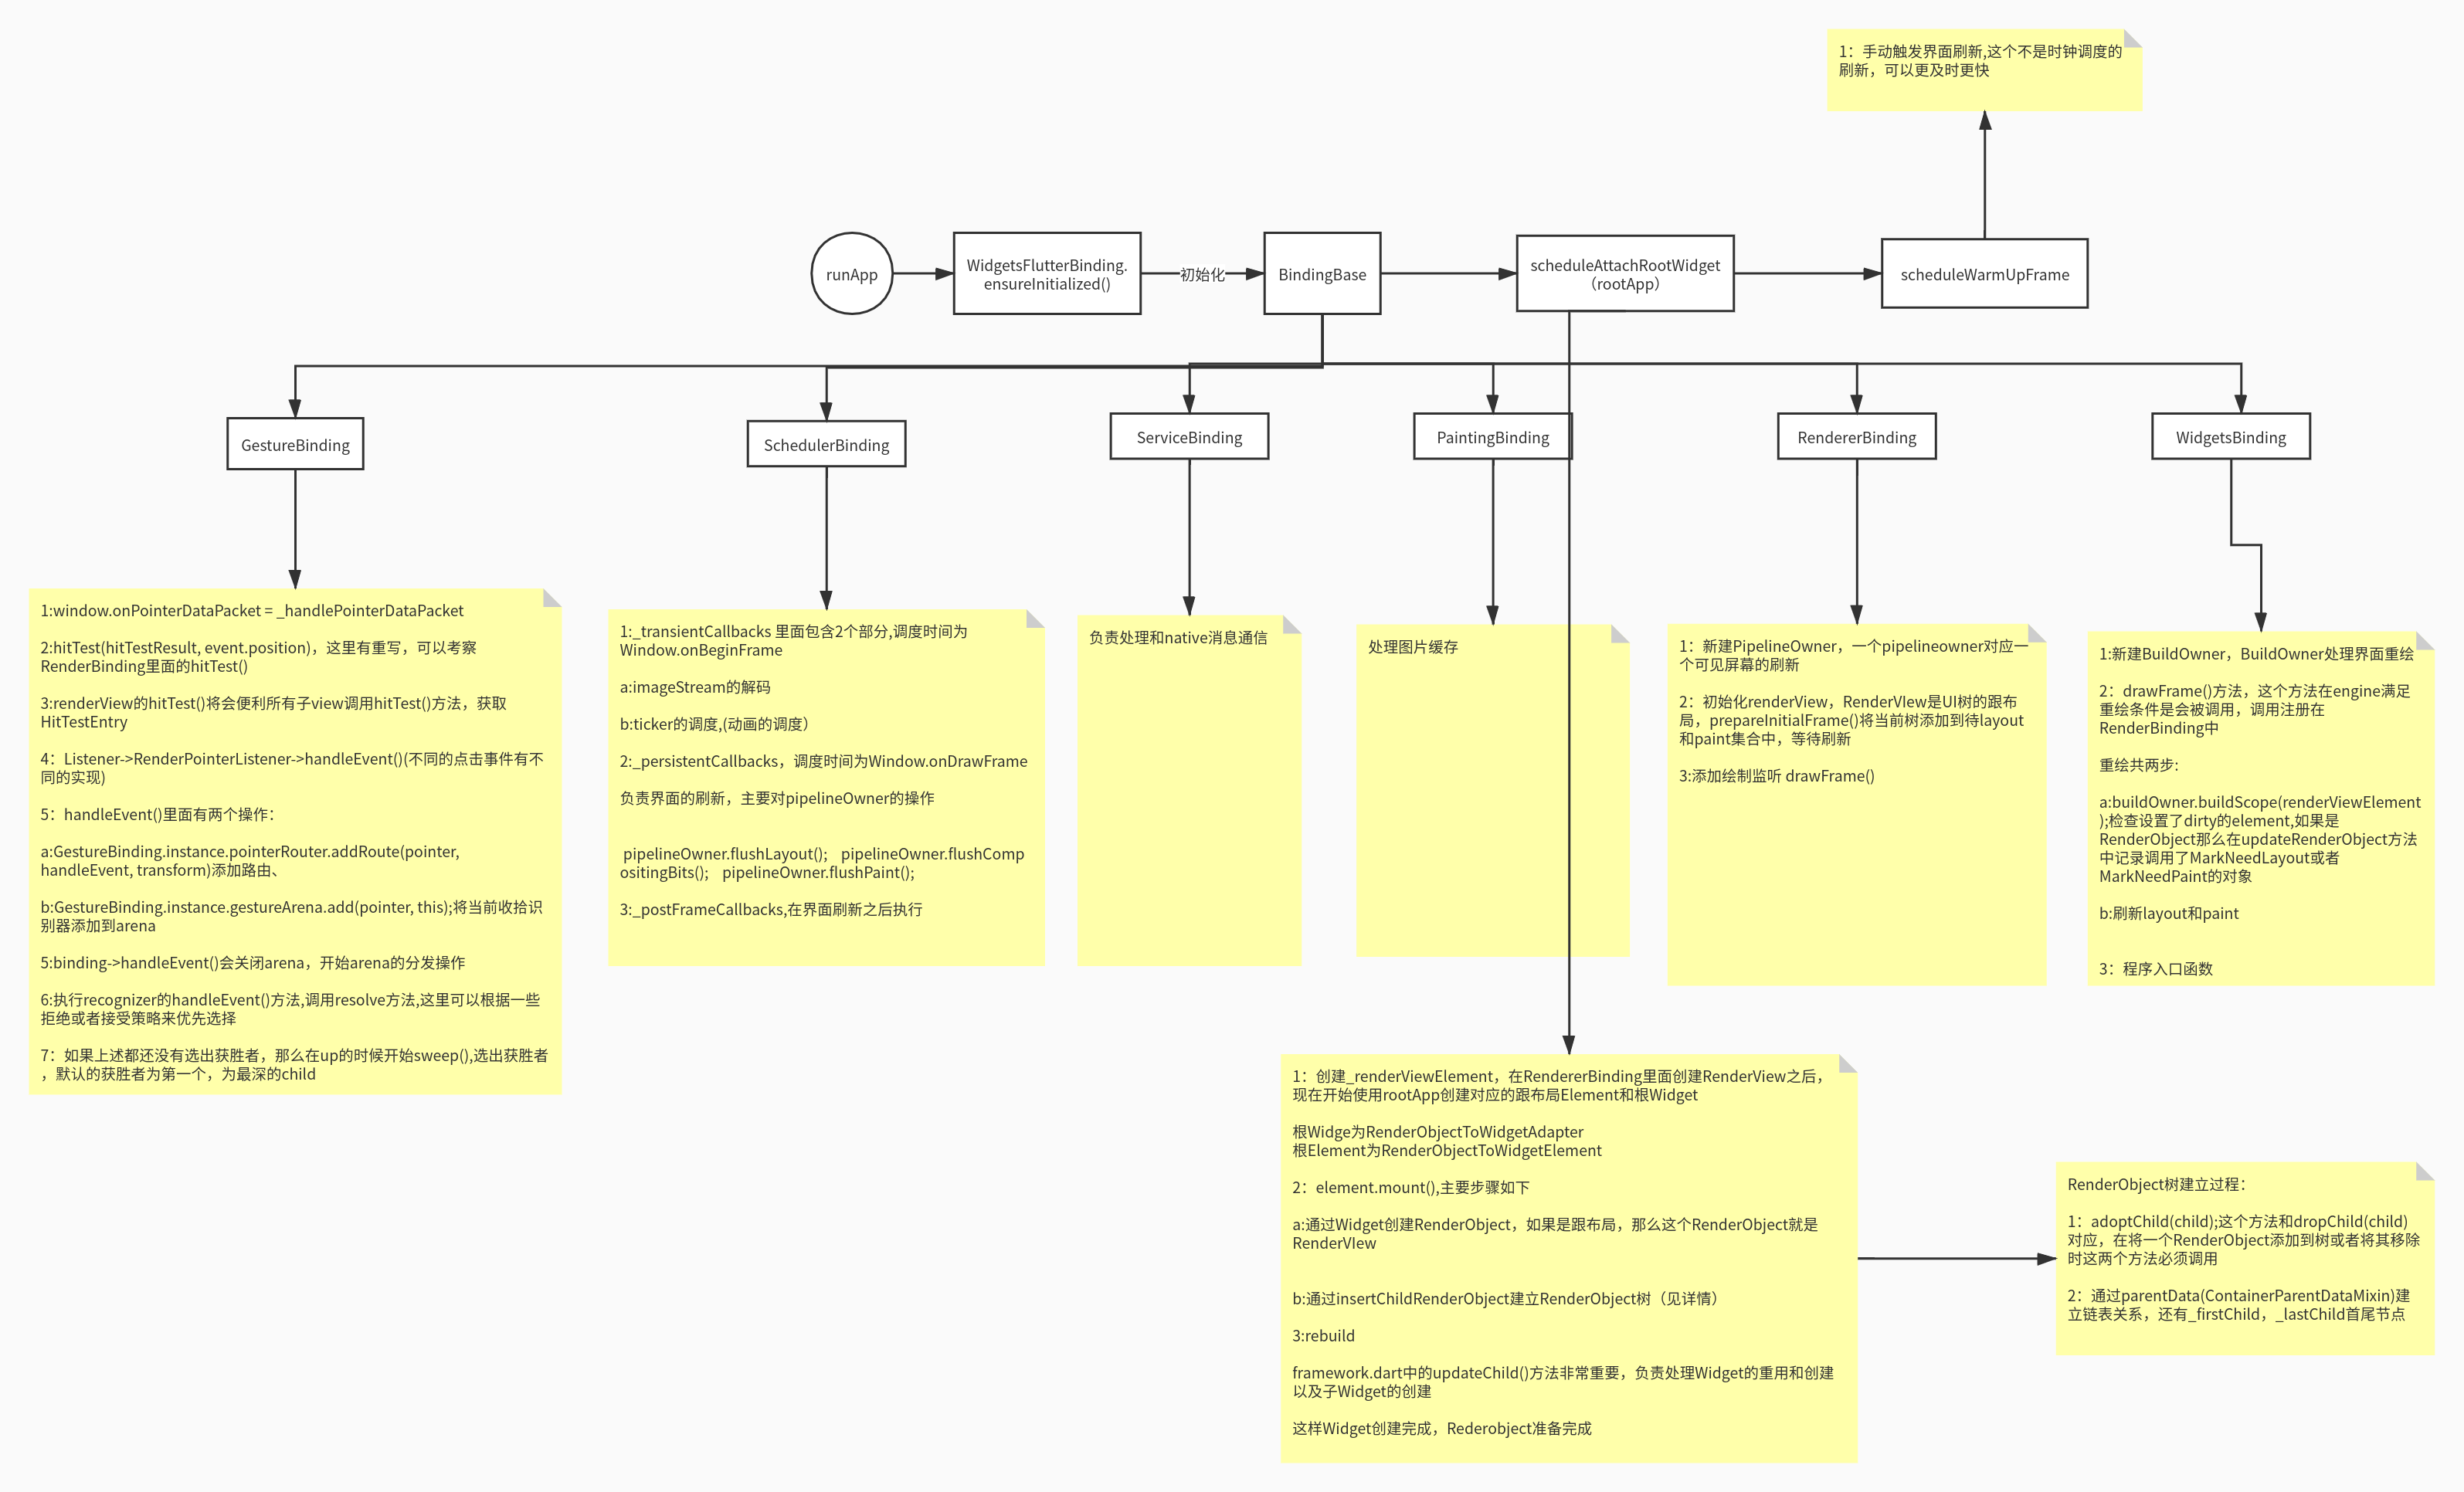 1：手动触发界面刷新,这个不是时钟调度的
刷新，可以更及时更快
runApp
WidgetsFlutterBinding.
ensureInitialized()
初始化
BindingBase
scheduleAttachRootWidget
（rootApp）
scheduleWarmUpFrame
GestureBinding
SchedulerBinding
ServiceBinding
PaintingBinding
RendererBinding
WidgetsBinding
1:window.onPointerDataPacket = _handlePointerDataPacket
2:hitTest(hitTestResult, event.position)，这里有重写，可以考察
RenderBinding里面的hitTest()
3:renderView的hitTest()将会便利所有子view调用hitTest()方法，获取
HitTestEntry
4：Listener->RenderPointerListener->handleEvent()(不同的点击事件有不
同的实现)
5：handleEvent()里面有两个操作：
a:GestureBinding.instance.pointerRouter.addRoute(pointer,
handleEvent, transform)添加路由、
b:GestureBinding.instance.gestureArena.add(pointer, this);将当前收拾识
别器添加到arena
5:binding->handleEvent()会关闭arena，开始arena的分发操作
6:执行recognizer的handleEvent()方法,调用resolve方法,这里可以根据一些
拒绝或者接受策略来优先选择
7：如果上述都还没有选出获胜者，那么在up的时候开始sweep(),选出获胜者
，默认的获胜者为第一个，为最深的child
1:_transientCallbacks 里面包含2个部分,调度时间为
Window.onBeginFrame
a:imageStream的解码
b:ticker的调度,(动画的调度）
2:_persistentCallbacks，调度时间为Window.onDrawFrame
负责界面的刷新，主要对pipelineOwner的操作
pipelineOwner.flushLayout(); pipelineOwner.flushComp
ositingBits(); pipelineOwner.flushPaint();
3:_postFrameCallbacks,在界面刷新之后执行
负责处理和native消息通信
处理图片缓存
1：新建PipelineOwner，一个pipelineowner对应一
个可见屏幕的刷新
2：初始化renderView，RenderVIew是UI树的跟布
局，prepareInitialFrame()将当前树添加到待layout
和paint集合中，等待刷新
3:添加绘制监听 drawFrame()
1:新建BuildOwner，BuildOwner处理界面重绘
2：drawFrame()方法，这个方法在engine满足
重绘条件是会被调用，调用注册在
RenderBinding中
重绘共两步:
a:buildOwner.buildScope(renderViewElement
);检查设置了dirty的element,如果是
RenderObject那么在updateRenderObject方法
中记录调用了MarkNeedLayout或者
MarkNeedPaint的对象
b:刷新layout和paint
3：程序入口函数
1：创建_renderViewElement，在RendererBinding里面创建RenderView之后，
现在开始使用rootApp创建对应的跟布局Element和根Widget
根Widge为RenderObjectToWidgetAdapter
根Element为RenderObjectToWidgetElement
2：element.mount(),主要步骤如下
a:通过Widget创建RenderObject，如果是跟布局，那么这个RenderObject就是
RenderVIew
b:通过insertChildRenderObject建立RenderObject树（见详情）
3:rebuild
framework.dart中的updateChild()方法非常重要，负责处理Widget的重用和创建
以及子Widget的创建
这样Widget创建完成，Rederobject准备完成
RenderObject树建立过程：
1：adoptChild(child);这个方法和dropChild(child)
对应，在将一个RenderObject添加到树或者将其移除
时这两个方法必须调用
2：通过parentData(ContainerParentDataMixin)建
立链表关系，还有_firstChild，_lastChild首尾节点